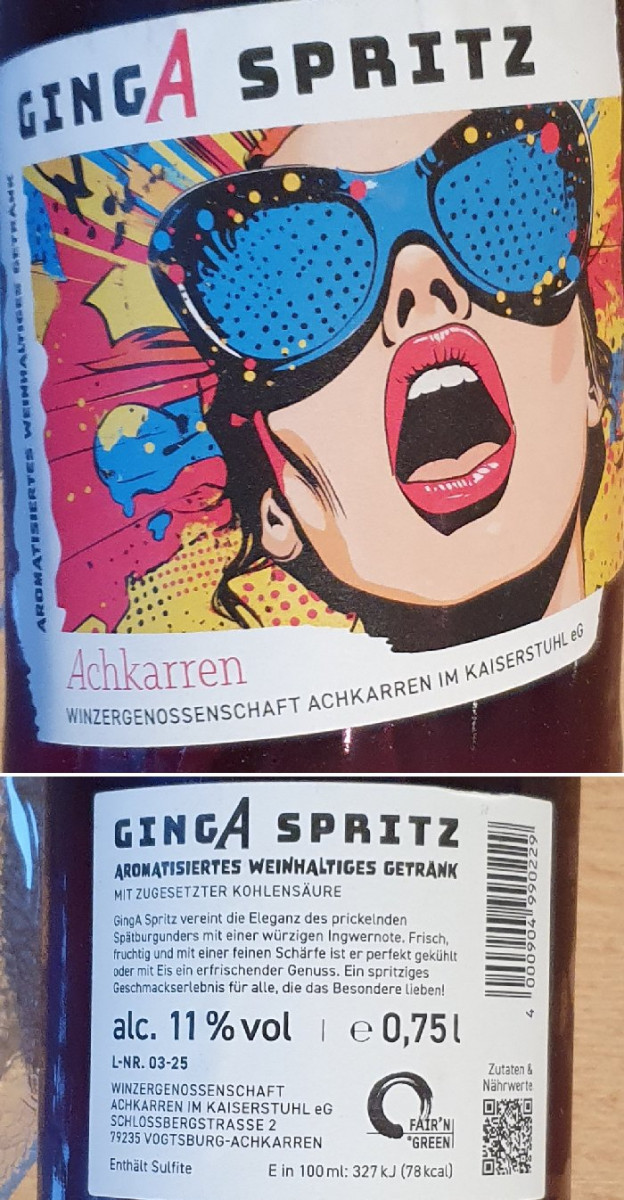 GINGA SPRITZ
AROMATISIERTES WEINHALTIGES GETRÄNK
Achkarren
WINZERGENOSSENSCHAFT ACHKARREN IM KAISERSTUHL eG
GINGA SPRITZ
AROMATISIERTES WEINHALTIGES GETRÄNK
MIT ZUGESETZTER KOHLENSÄURE
GingA Spritz vereint die Eleganz des prickelnden
Spätburgunders mit einer würzigen Ingwernote. Frisch,
fruchtig und mit einer feinen Schärfe ist er perfekt gekühlt
oder mit Eis ein erfrischender Genuss. Ein spritziges
Geschmackserlebnis für alle, die das Besondere lieben!
alc. 11 % vol | e 0,75 l
L-NR. 03-25
WINZERGENOSSENSCHAFT
ACHKARREN IM KAISERSTUHL eG
SCHLOSSBERGSTRASSE 2
79235 VOGTSBURG-ACHKARREN
Enthält Sulfite
E in 100 ml: 327 kJ (78 kcal)
FAIR'N
GREEN
4 000904 990229
Zutaten &
Nährwerte